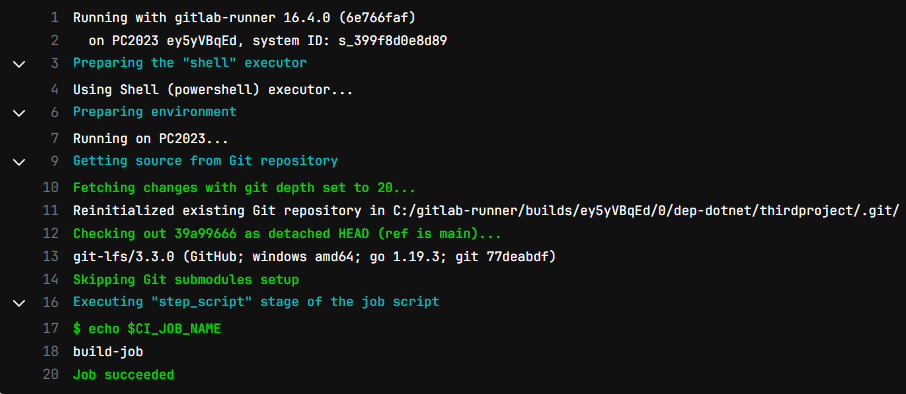 1 Running with gitlab-runner 16.4.0 (6e766faf)
2 on PC2023 ey5yVBqEd, system ID: s_399f8d0e8d89
3 Preparing the "shell" executor
4 Using Shell (powershell) executor...
6 Preparing environment
7 Running on PC2023...
9 Getting source from Git repository
10 Fetching changes with git depth set to 20...
11 Reinitialized existing Git repository in C:/gitlab-runner/builds/ey5yVBqEd/0/dep-dotnet/thirdproject/.git/
12 Checking out 39a99666 as detached HEAD (ref is main)...
13 git-lfs/3.3.0 (GitHub; windows amd64; go 1.19.3; git 77deabdf)
14 Skipping Git submodules setup
16 Executing "step_script" stage of the job script
17 $ echo $CI_JOB_NAME
18 build-job
20 Job succeeded